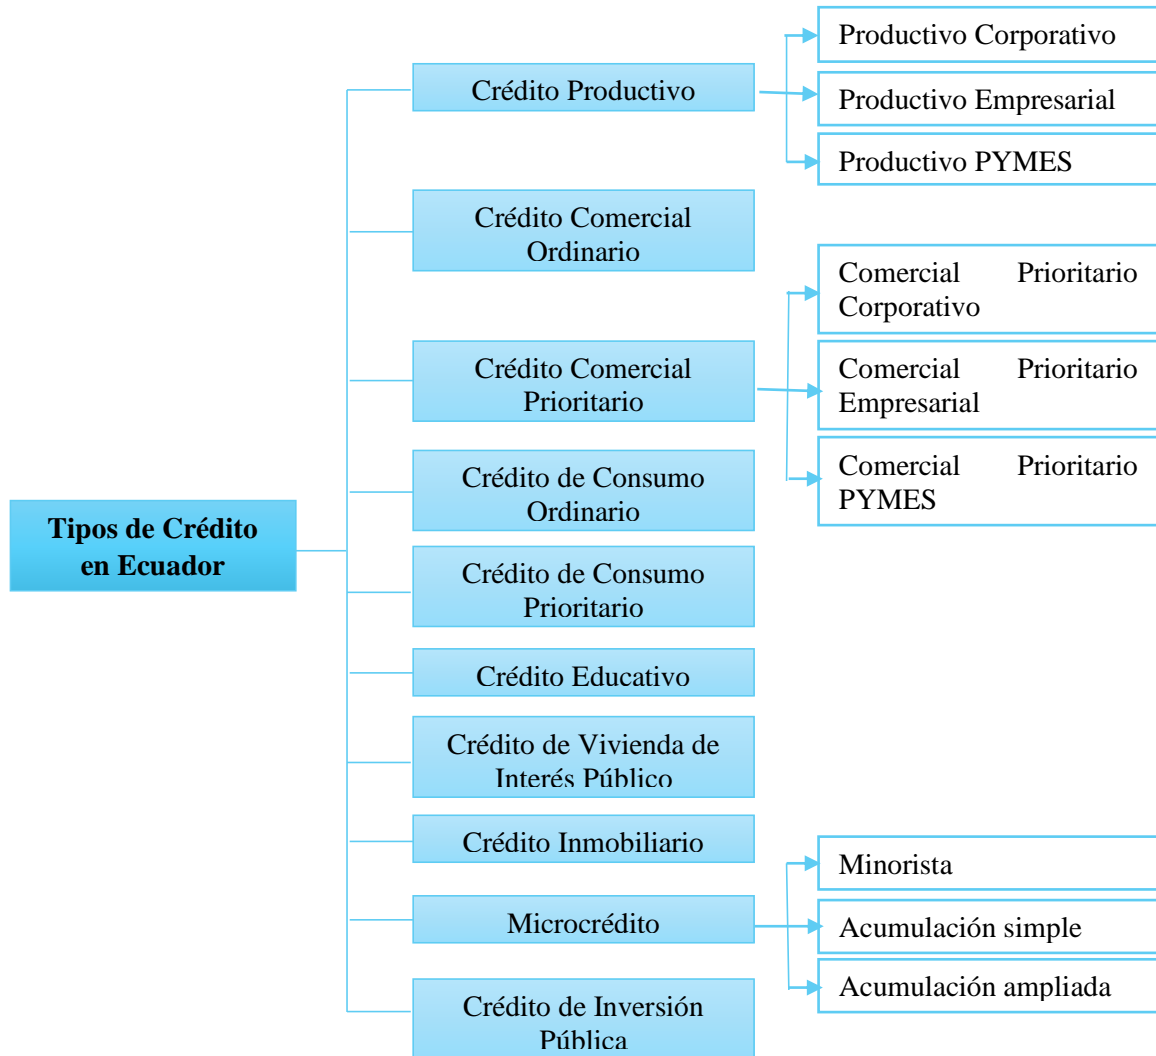 Tipos de Crédito
en Ecuador
Crédito Productivo
Productivo Corporativo
Productivo Empresarial
Productivo PYMES
Crédito Comercial
Ordinario
Crédito Comercial
Prioritario
Comercial Prioritario
Corporativo
Comercial Prioritario
Empresarial
Comercial Prioritario
PYMES
Crédito de Consumo
Ordinario
Crédito de Consumo
Prioritario
Crédito Educativo
Crédito de Vivienda de
Interés Público
Crédito Inmobiliario
Microcrédito
Minorista
Acumulación simple
Acumulación ampliada
Crédito de Inversión
Pública